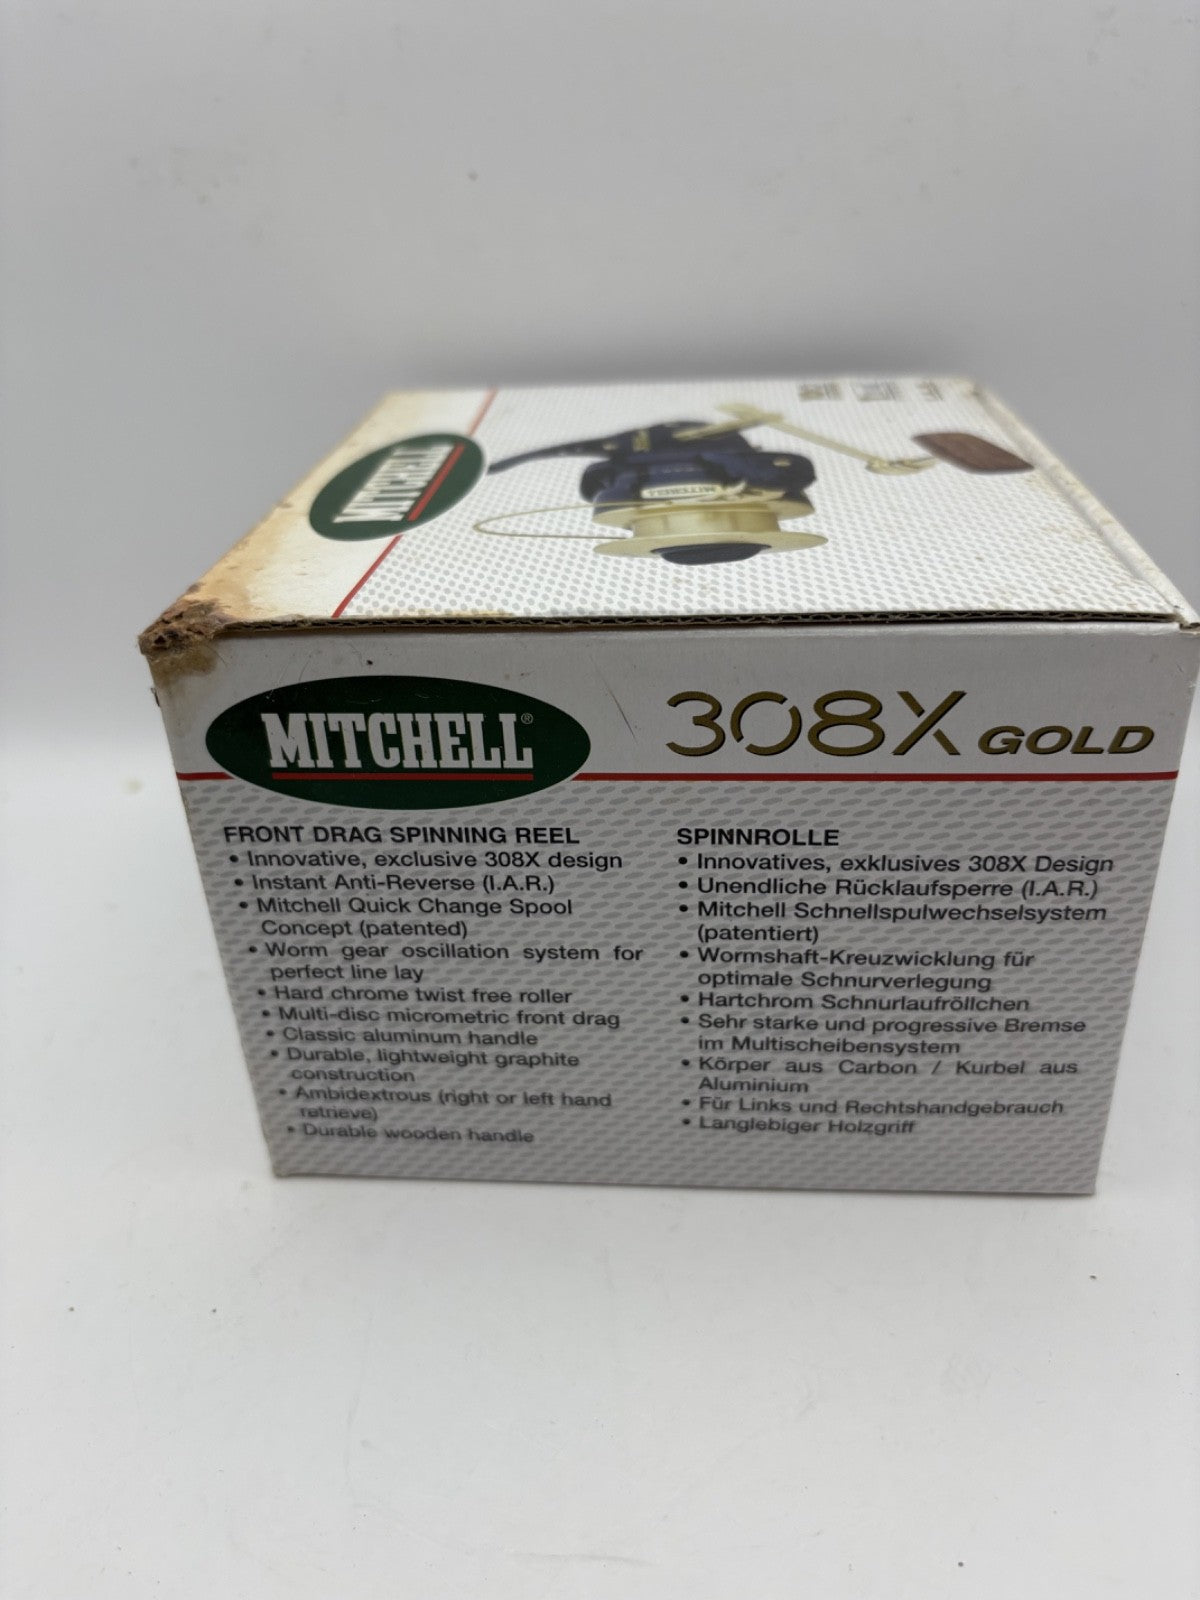 MITCHELL
MITCHELL
MITCHELL®
308X GOLD
FRONT DRAG SPINNING REEL
• Innovative, exclusive 308X design
• Instant Anti-Reverse (I.A.R.)
• Mitchell Quick Change Spool
Concept (patented)
• Worm gear oscillation system for
perfect line lay
• Hard chrome twist free roller
• Multi-disc micrometric front drag
• Classic aluminum handle
• Durable, lightweight graphite
construction
• Ambidextrous (right or left hand
retrieve)
• Durable wooden handle
SPINNROLLE
• Innovatives, exklusives 308X Design
• Unendliche Rücklaufsperre (I.A.R.)
• Mitchell Schnellspulwechselsystem
(patentiert)
• Wormshaft-Kreuzwicklung für
optimale Schnurverlegung
• Hartchrom Schnurlaufröllchen
• Sehr starke und progressive Bremse
im Multischeibensystem
• Körper aus Carbon / Kurbel aus
Aluminium
• Für Links und Rechtshandgebrauch
• Langlebiger Holzgriff